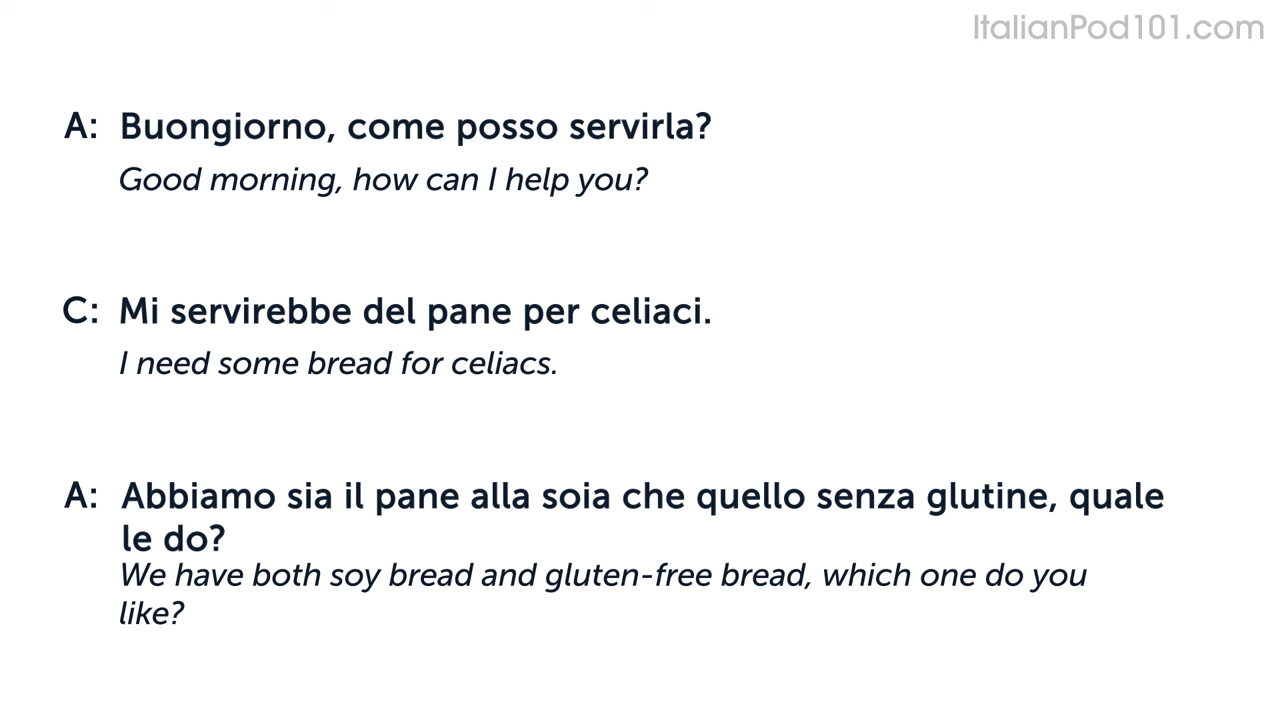 ItalianPod101.com
A: Buongiorno, come posso servirla?
Good morning, how can I help you?
C: Mi servirebbe del pane per celiaci.
I need some bread for celiacs.
A: Abbiamo sia il pane alla soia che quello senza glutine, quale
le do?
We have both soy bread and gluten-free bread, which one do you
like?